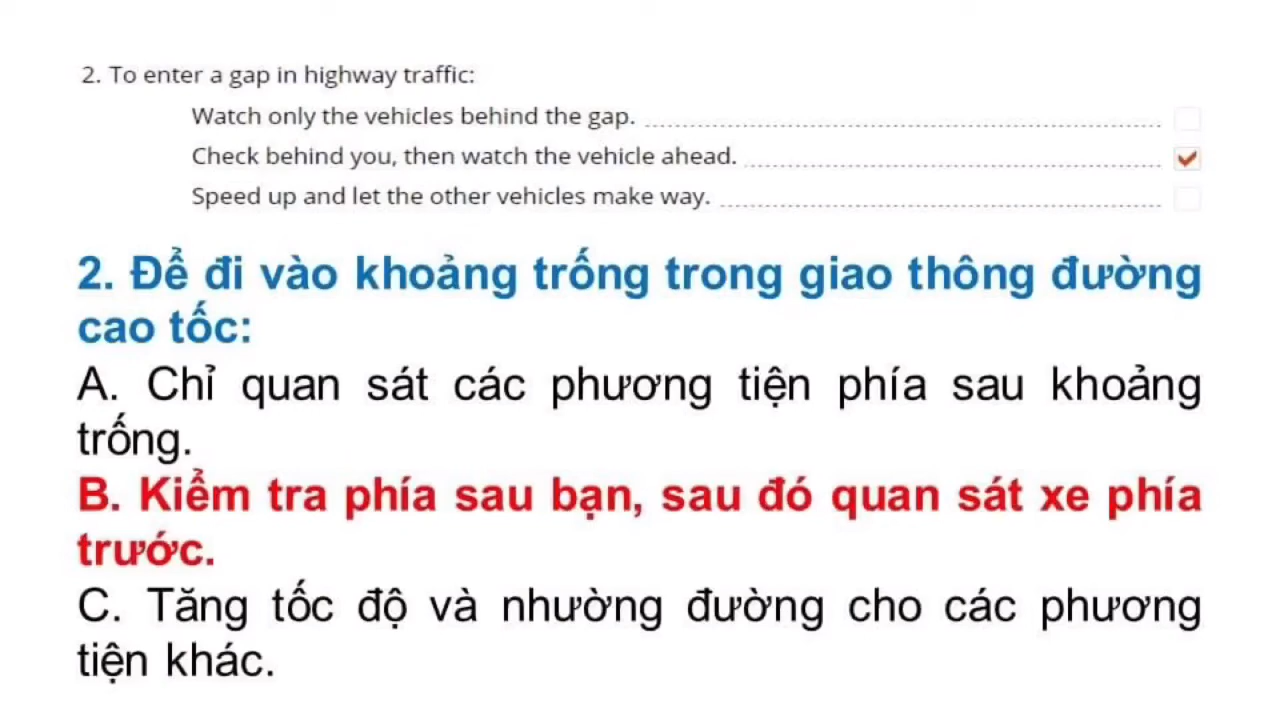 2. To enter a gap in highway traffic:
Watch only the vehicles behind the gap.
Check behind you, then watch the vehicle ahead.
Speed up and let the other vehicles make way.
2. Để đi vào khoảng trống trong giao thông đường
cao tốc:
A. Chỉ quan sát các phương tiện phía sau khoảng
trống.
B. Kiểm tra phía sau bạn, sau đó quan sát xe phía
trước.
C. Tăng tốc độ và nhường đường cho các phương
tiện khác.